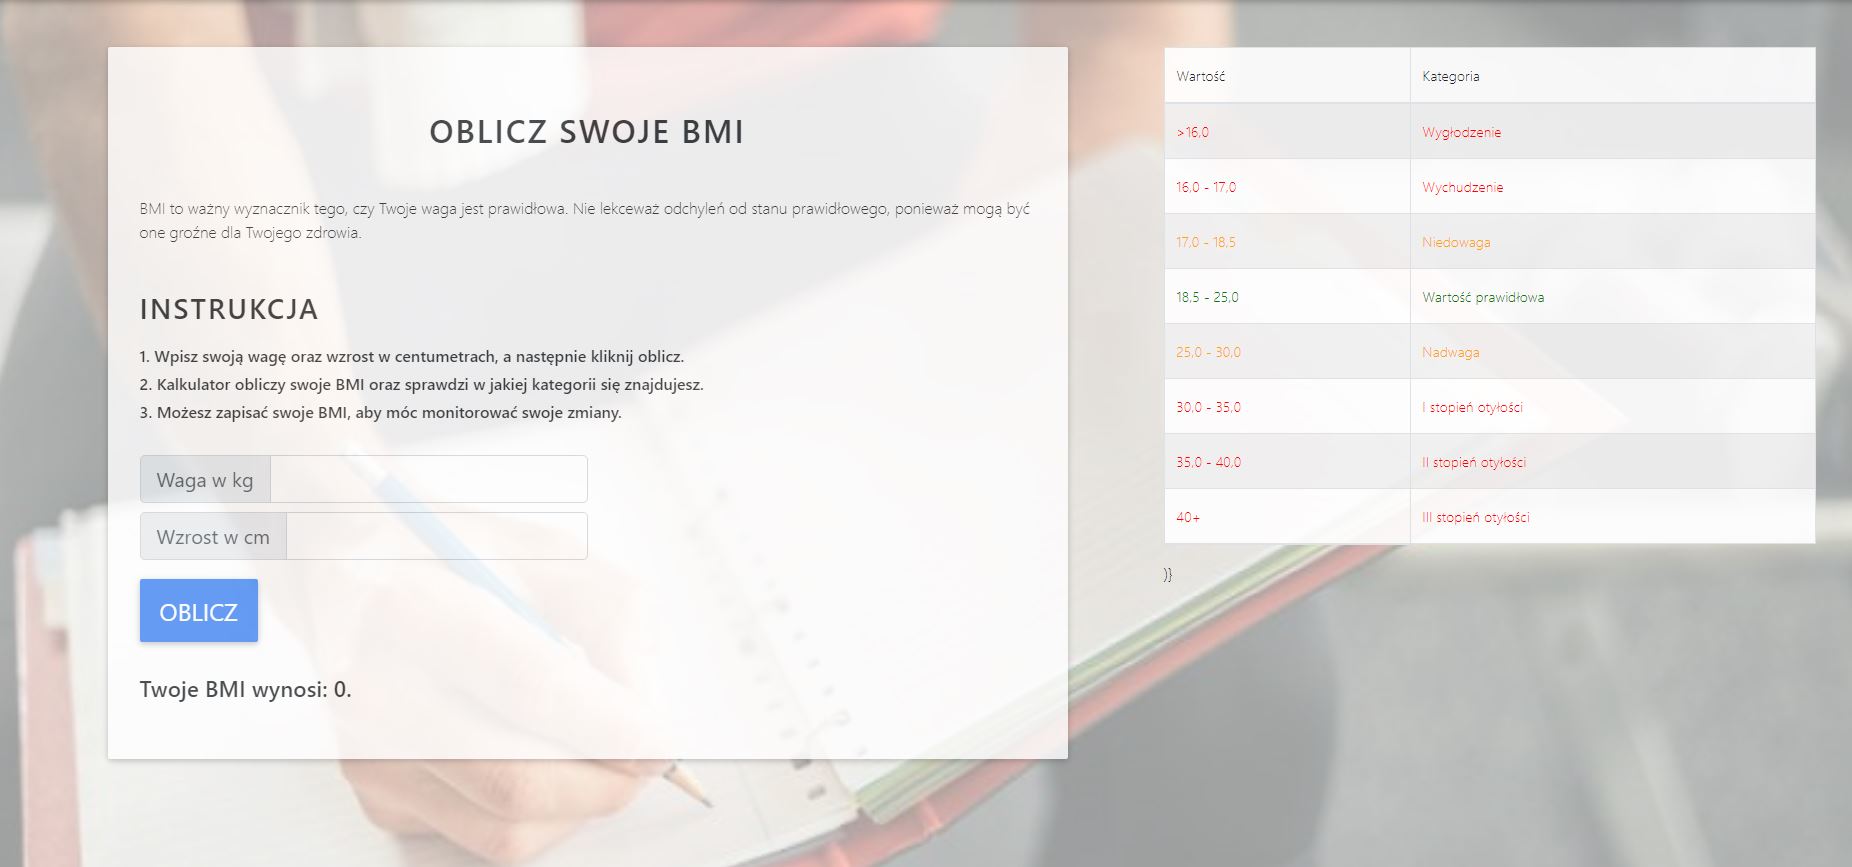 OBLICZ SWOJE BMI
BMI to ważny wyznacznik tego, czy Twoje waga jest prawidłowa. Nie lekceważ odchyleń od stanu prawidłowego, ponieważ mogą być
one groźne dla Twojego zdrowia.
INSTRUKCJA
1. Wpisz swoją wagę oraz wzrost w centumetrach, a następnie kliknij oblicz.
2. Kalkulator obliczy swoje BMI oraz sprawdzi w jakiej kategorii się znajdujesz.
3. Możesz zapisać swoje BMI, aby móc monitorować swoje zmiany.
Waga w kg
Wzrost w cm
OBLICZ
Twoje BMI wynosi: 0.
Wartość Kategoria
>16,0 Wygłodzenie
16,0 - 17,0 Wychudzenie
17,0 - 18,5 Niedowaga
18,5 - 25,0 Wartość prawidłowa
25,0 - 30,0 Nadwaga
30,0 - 35,0 I stopień otyłości
35,0 - 40,0 II stopień otyłości
40+ III stopień otyłości
)}